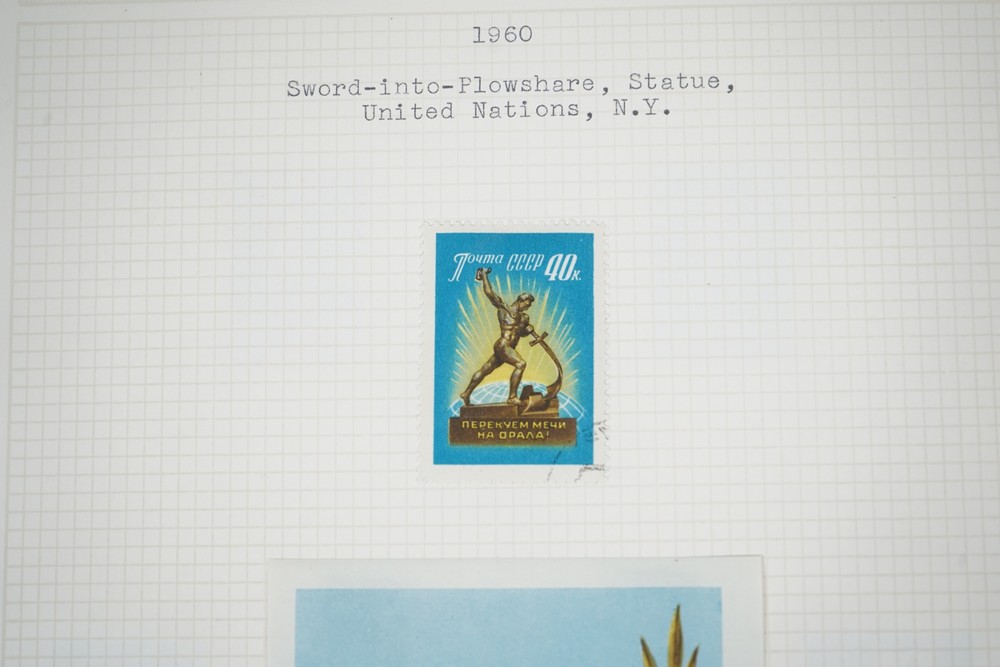 1960
Sword-into-Plowshare, Statue,
United Nations, N.Y.
Почта СССР 40к.
ПЕРЕКУЕМ МЕЧИ
НА ОРАЛА!